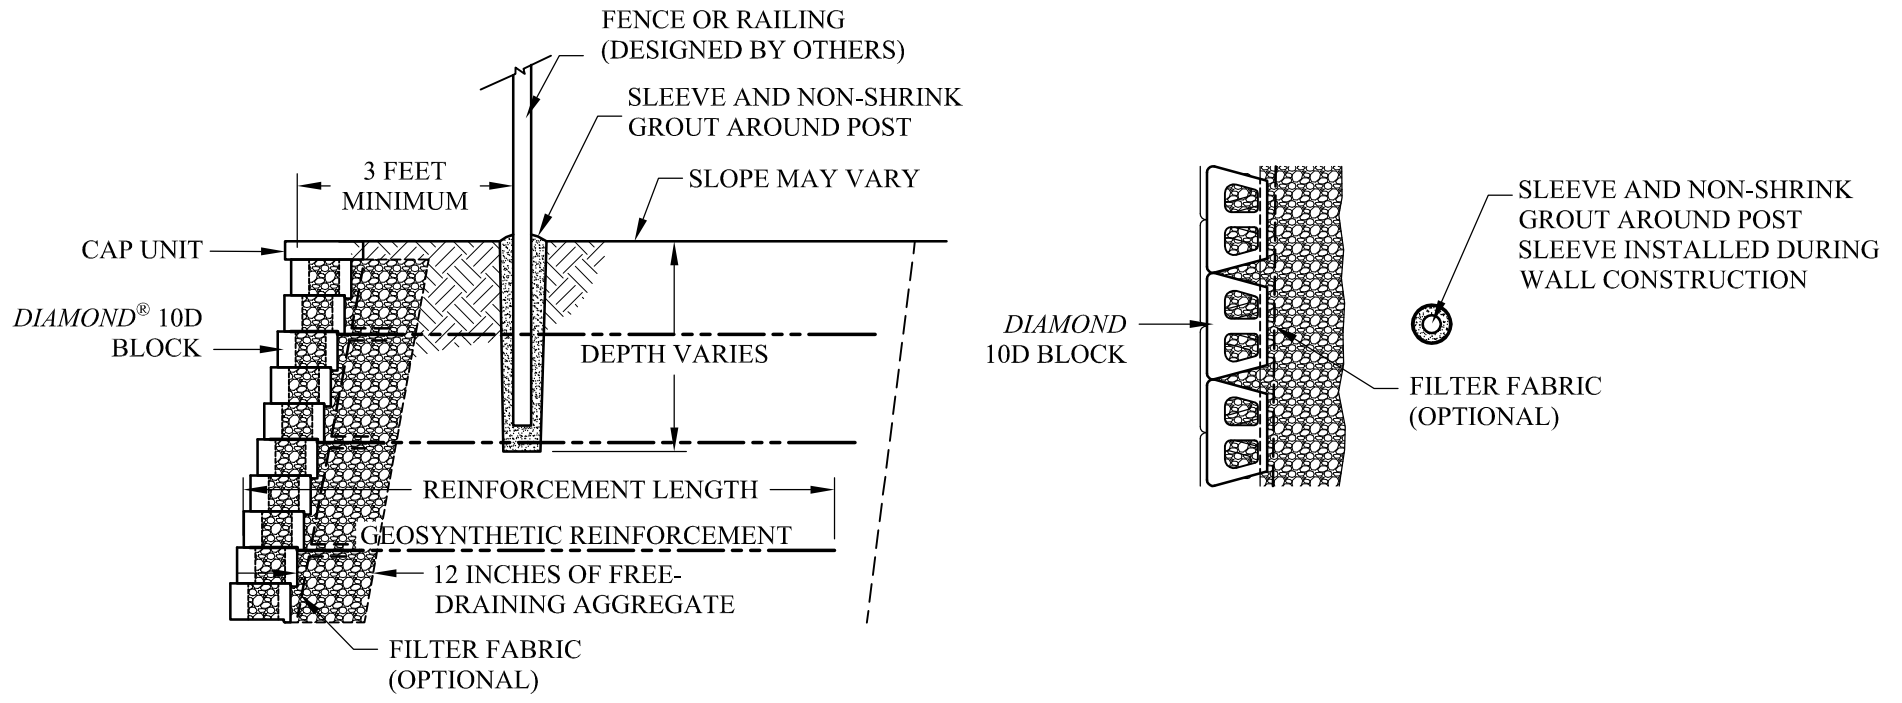 FENCE OR RAILING
(DESIGNED BY OTHERS)
SLEEVE AND NON-SHRINK
GROUT AROUND POST
3 FEET
MINIMUM
SLOPE MAY VARY
CAP UNIT
DIAMOND® 10D
BLOCK
DEPTH VARIES
REINFORCEMENT LENGTH
GEOSYNTHETIC REINFORCEMENT
12 INCHES OF FREE-
DRAINING AGGREGATE
FILTER FABRIC
(OPTIONAL)
SLEEVE AND NON-SHRINK
GROUT AROUND POST
SLEEVE INSTALLED DURING
WALL CONSTRUCTION
DIAMOND
10D BLOCK
FILTER FABRIC
(OPTIONAL)